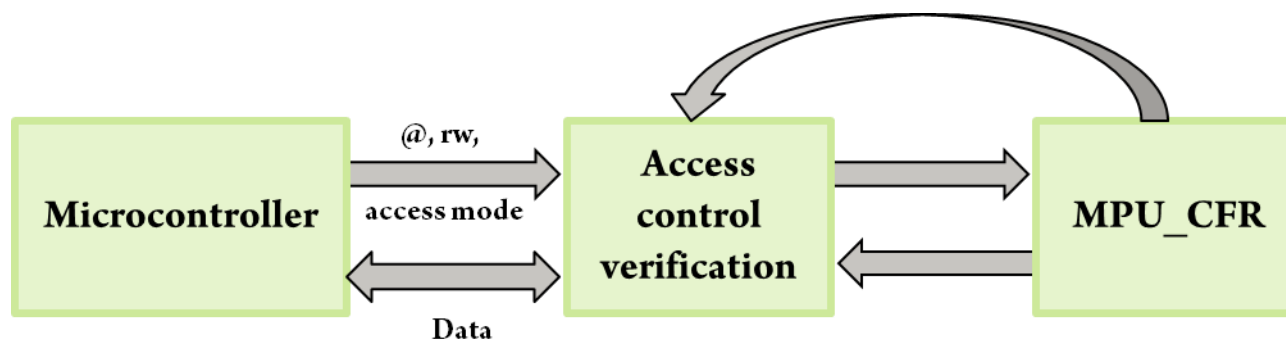 Microcontroller
@, rw,
access mode
Data
Access
control
verification
MPU_CFR